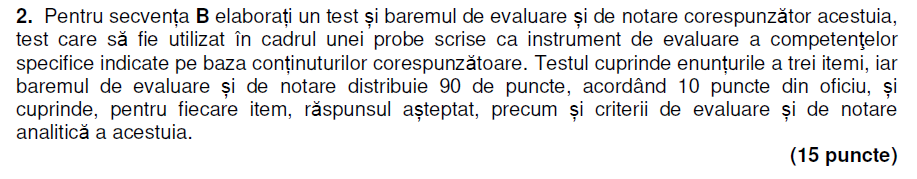 2. Pentru secvența B elaborați un test și baremul de evaluare și de notare corespunzător acestuia,
test care să fie utilizat în cadrul unei probe scrise ca instrument de evaluare a competenţelor
specifice indicate pe baza conținuturilor corespunzătoare. Testul cuprinde enunțurile a trei itemi, iar
baremul de evaluare și de notare distribuie 90 de puncte, acordând 10 puncte din oficiu, și
cuprinde, pentru fiecare item, răspunsul așteptat, precum și criterii de evaluare și de notare
analitică a acestuia.
(15 puncte)